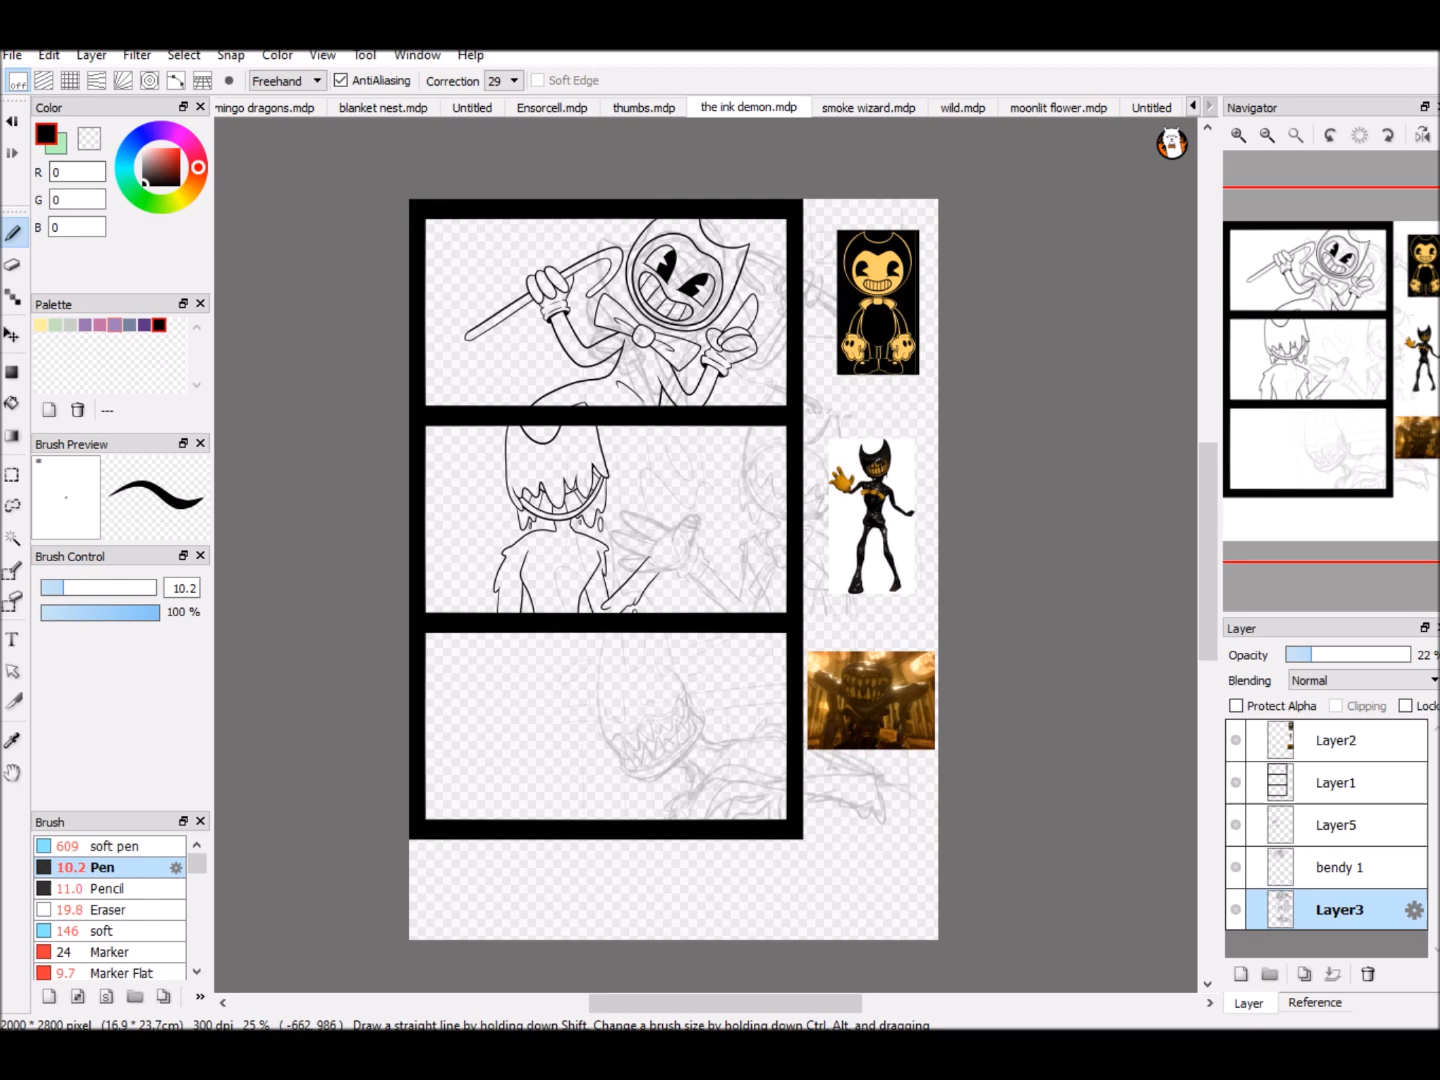 File Edit Layer Filter Select Snap Color View Tool Window Help
off Freehand AntiAliasing Correction 29 Soft Edge
Color
mingo dragons.mdp blanket nest.mdp Untitled Ensorcell.mdp thumbs.mdp the ink demon.mdp smoke wizard.mdp wild.mdp moonlit flower.mdp Untitled
Navigator
R 0
G 0
B 0
Palette
---
Brush Preview
*
Brush Control
10.2
100 %
Layer
Opacity 22 %
Blending Normal
Protect Alpha Clipping Lock
Layer2
Layer1
Layer5
bendy 1
Layer3
Brush
609 soft pen
10.2 Pen
11.0 Pencil
19.8 Eraser
146 soft
24 Marker
9.7 Marker Flat
Layer Reference
2000 * 2800 pixel (16.9 * 23.7cm) 300 dpi 25 % ( -662, 986 ) Draw a straight line by holding down Shift, Change a brush size by holding down Ctrl, Alt, and dragging